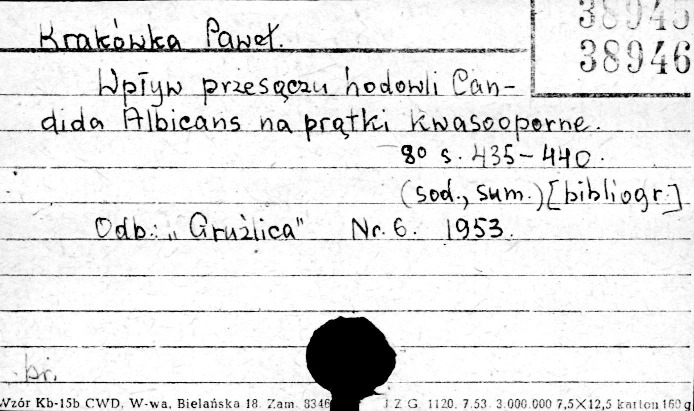 38945
38946
Krakówka Paweł.
Wpływ przesączu hodowli Can-
dida Albicans na prątki kwasooporne.
8° s. 435-440.
(sod., sum.) [bibliogr.]
Odb.: "Gruźlica" Nr. 6. 1953.
br.
Wzór Kb-15b CWD, W-wa, Bielańska 18. Zam. 8346 J.Z.G. 1120. 7.53. 3.000.000 7,5×12,5 karton 160 g